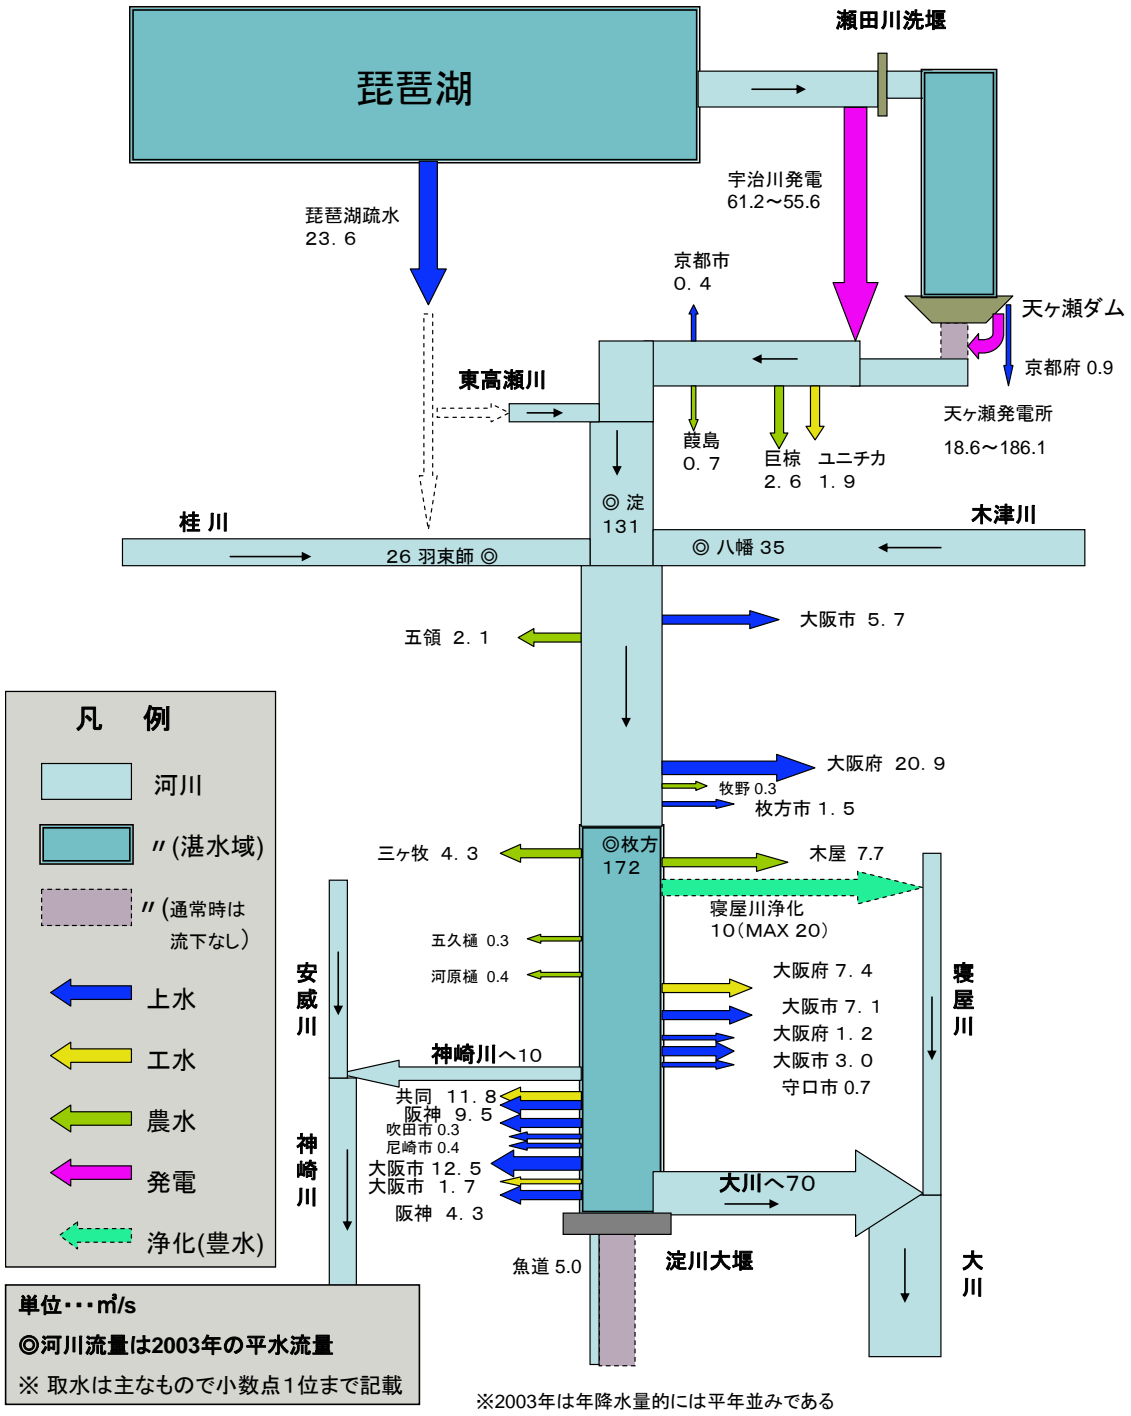 瀬田川洗堰
琵琶湖
宇治川発電
61.2～55.6
琵琶湖疏水
23. 6
京都市
0. 4
天ヶ瀬ダム
京都府 0.9
東高瀬川
天ヶ瀬発電所
18.6～186.1
葭島
0. 7
巨椋
2. 6
ユニチカ
1. 9
◎ 淀
131
桂 川
木津川
26 羽束師 ◎
◎ 八幡 35
大阪市 5. 7
五領 2. 1
大阪府 20. 9
牧野 0.3
枚方市 1. 5
◎枚方
172
三ヶ牧 4. 3
木屋 7.7
寝屋川浄化
10(MAX 20)
五久樋 0.3
河原樋 0.4
安威川
寝屋川
大阪府 7. 4
大阪市 7. 1
大阪府 1. 2
大阪市 3. 0
守口市 0.7
神崎川へ10
共同 11. 8
阪神 9. 5
吹田市 0.3
尼崎市 0.4
大阪市 12. 5
大阪市 1. 7
阪神 4. 3
神崎川
大川へ70
淀川大堰
魚道 5.0
大川
凡 例
河川
〃(湛水域)
〃(通常時は
流下なし)
上水
工水
農水
発電
浄化(豊水)
単位・・・㎥/s
◎河川流量は2003年の平水流量
※ 取水は主なもので小数点1位まで記載
※2003年は年降水量的には平年並みである